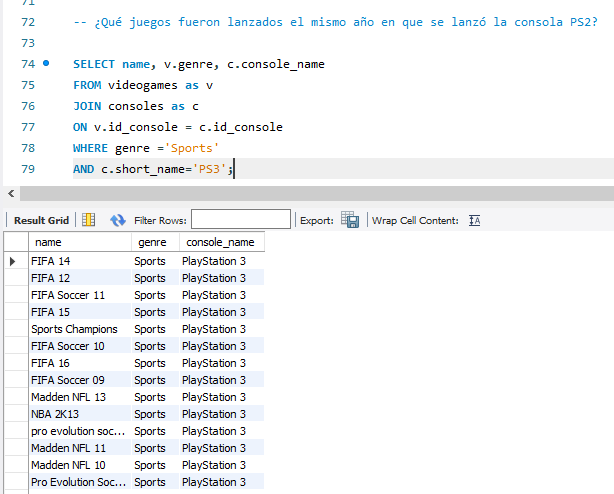 71
72 -- ¿Qué juegos fueron lanzados el mismo año en que se lanzó la consola PS2?
73
74 SELECT name, v.genre, c.console_name
75 FROM videogames as v
76 JOIN consoles as c
77 ON v.id_console = c.id_console
78 WHERE genre ='Sports'
79 AND c.short_name='PS3';
Result Grid Filter Rows: Export: Wrap Cell Content:
name genre console_name
FIFA 14 Sports PlayStation 3
FIFA 12 Sports PlayStation 3
FIFA Soccer 11 Sports PlayStation 3
FIFA 15 Sports PlayStation 3
Sports Champions Sports PlayStation 3
FIFA Soccer 10 Sports PlayStation 3
FIFA 16 Sports PlayStation 3
FIFA Soccer 09 Sports PlayStation 3
Madden NFL 13 Sports PlayStation 3
NBA 2K13 Sports PlayStation 3
pro evolution soc... Sports PlayStation 3
Madden NFL 11 Sports PlayStation 3
Madden NFL 10 Sports PlayStation 3
Pro Evolution Soc... Sports PlayStation 3